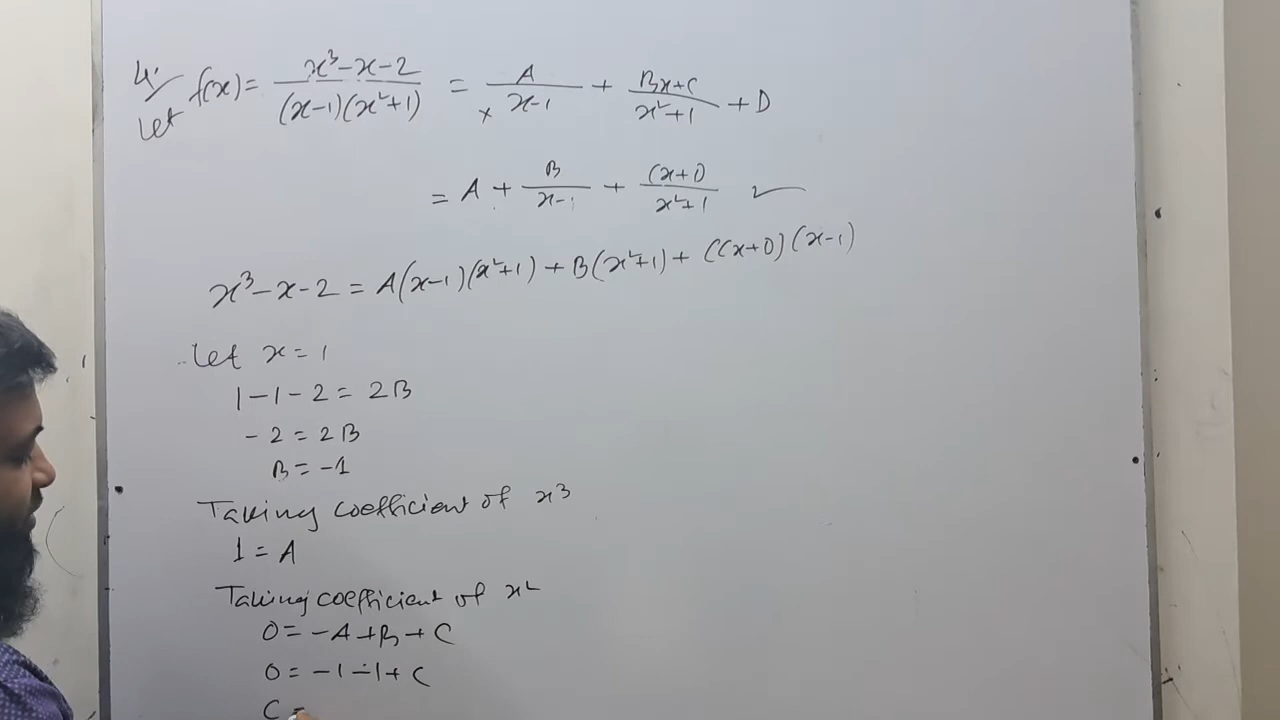 4. f(x) = (x³-x-2)/((x-1)(x²+1)) = A/(x-1) + (Bx+C)/(x²+1) + D
Let
= A + B/(x-1) + (Cx+D)/(x²+1) ✓
x³-x-2 = A(x-1)(x²+1) + B(x²+1) + (Cx+D)(x-1)
Let x = 1
1-1-2 = 2B
-2 = 2B
B = -1
Taking coefficient of x³
1 = A
Taking coefficient of x²
0 = -A+B+C
0 = -1-1+C
C =